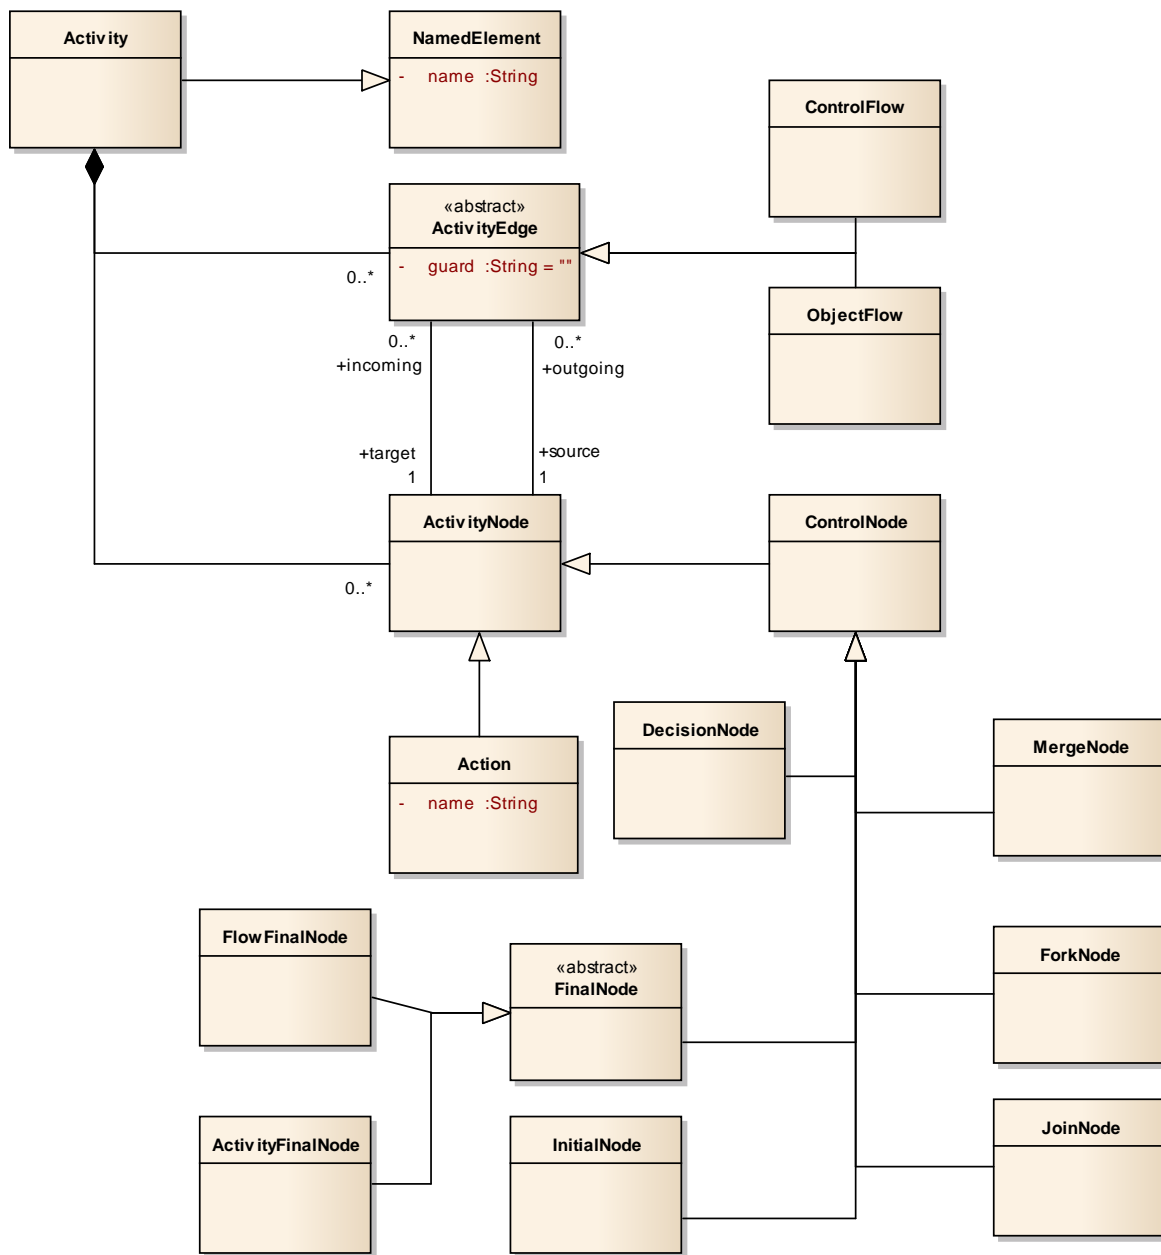 Activity
NamedElement
- name :String
ControlFlow
«abstract»
ActivityEdge
- guard :String = ""
0..*
ObjectFlow
0..*
+incoming
0..*
+outgoing
+target
1
+source
1
ActivityNode
ControlNode
0..*
DecisionNode
MergeNode
Action
- name :String
FlowFinalNode
«abstract»
FinalNode
ForkNode
ActivityFinalNode
InitialNode
JoinNode